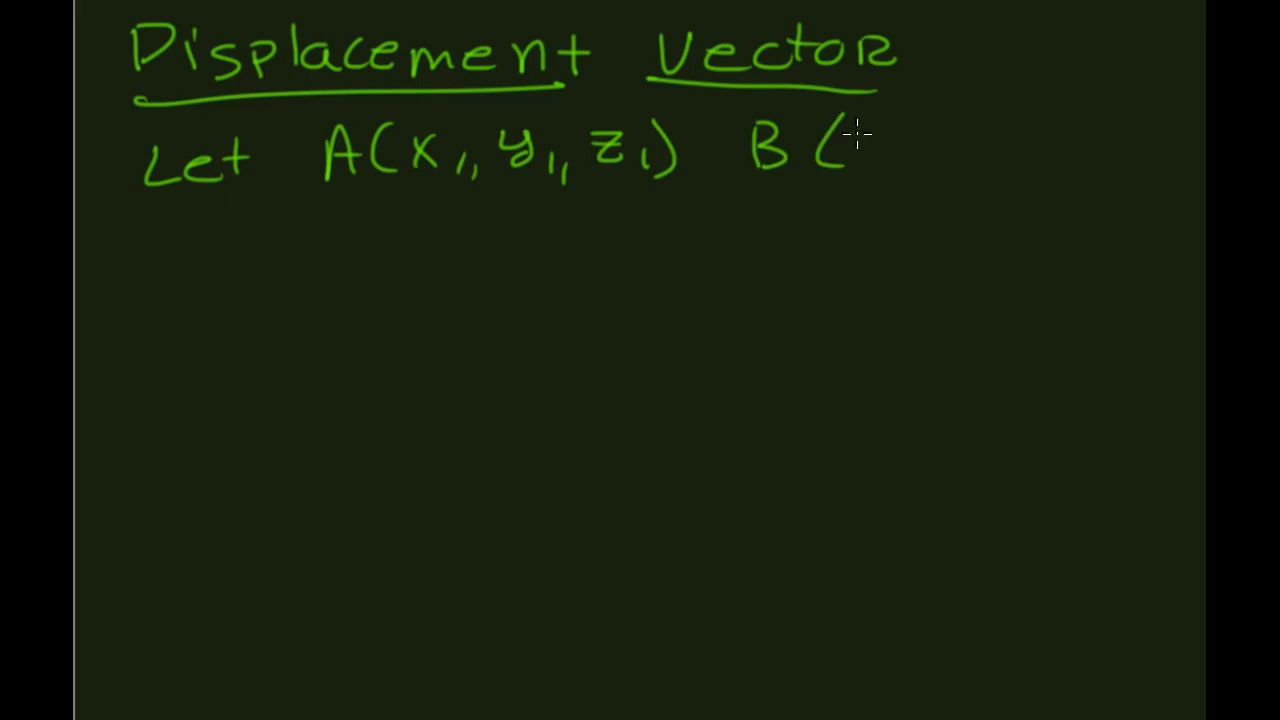 Displacement Vector
Let A(x₁, y₁, z₁) B (